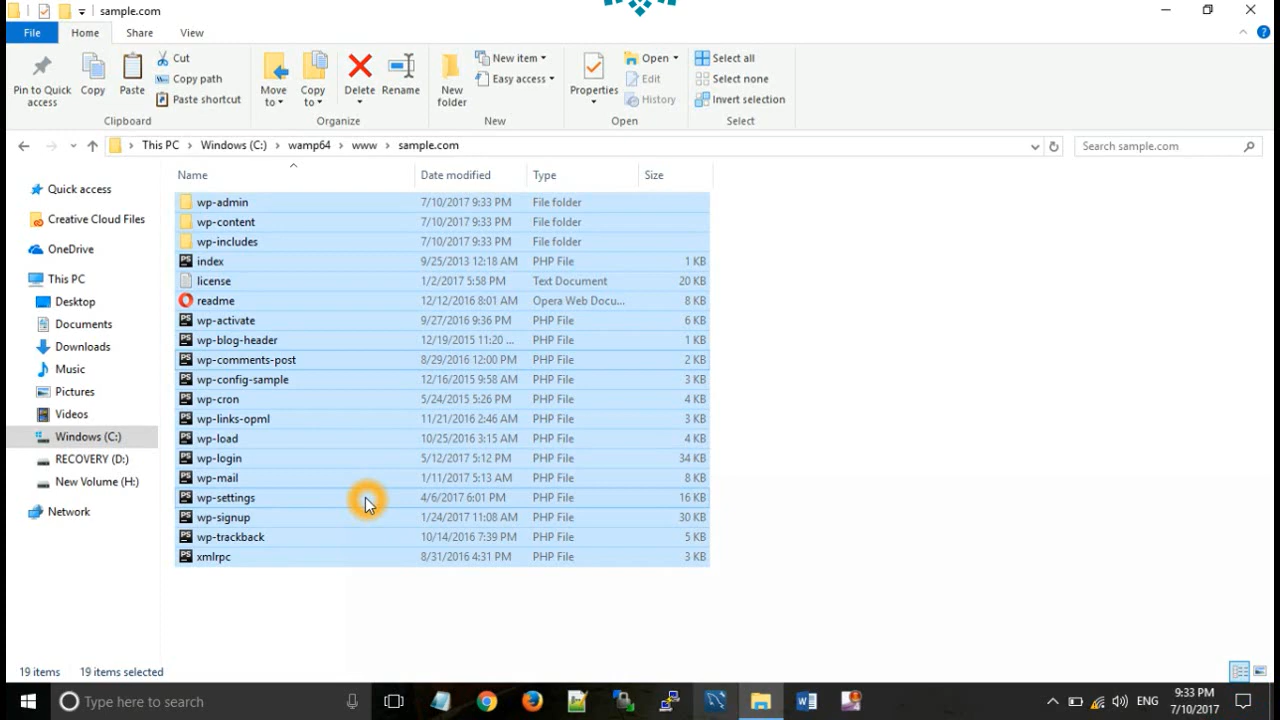 sample.com
File Home Share View
Pin to Quick access
Copy
Paste
Cut
Copy path
Paste shortcut
Clipboard
Move to
Copy to
Delete
Rename
Organize
New folder
New item
Easy access
New
Properties
Open
Edit
History
Open
Select all
Select none
Invert selection
Select
This PC Windows (C:) wamp64 www sample.com
Search sample.com
Quick access
Creative Cloud Files
OneDrive
This PC
Desktop
Documents
Downloads
Music
Pictures
Videos
Windows (C:)
RECOVERY (D:)
New Volume (H:)
Network
Name Date modified Type Size
wp-admin 7/10/2017 9:33 PM File folder
wp-content 7/10/2017 9:33 PM File folder
wp-includes 7/10/2017 9:33 PM File folder
PS index 9/25/2013 12:18 AM PHP File 1 KB
license 1/2/2017 5:58 PM Text Document 20 KB
readme 12/12/2016 8:01 AM Opera Web Docu... 8 KB
PS wp-activate 9/27/2016 9:36 PM PHP File 6 KB
PS wp-blog-header 12/19/2015 11:20 ... PHP File 1 KB
PS wp-comments-post 8/29/2016 12:00 PM PHP File 2 KB
PS wp-config-sample 12/16/2015 9:58 AM PHP File 3 KB
PS wp-cron 5/24/2015 5:26 PM PHP File 4 KB
PS wp-links-opml 11/21/2016 2:46 AM PHP File 3 KB
PS wp-load 10/25/2016 3:15 AM PHP File 4 KB
PS wp-login 5/12/2017 5:12 PM PHP File 34 KB
PS wp-mail 1/11/2017 5:13 AM PHP File 8 KB
PS wp-settings 4/6/2017 6:01 PM PHP File 16 KB
PS wp-signup 1/24/2017 11:08 AM PHP File 30 KB
PS wp-trackback 10/14/2016 7:39 PM PHP File 5 KB
PS xmlrpc 8/31/2016 4:31 PM PHP File 3 KB
19 items 19 items selected
Type here to search
ENG
9:33 PM
7/10/2017